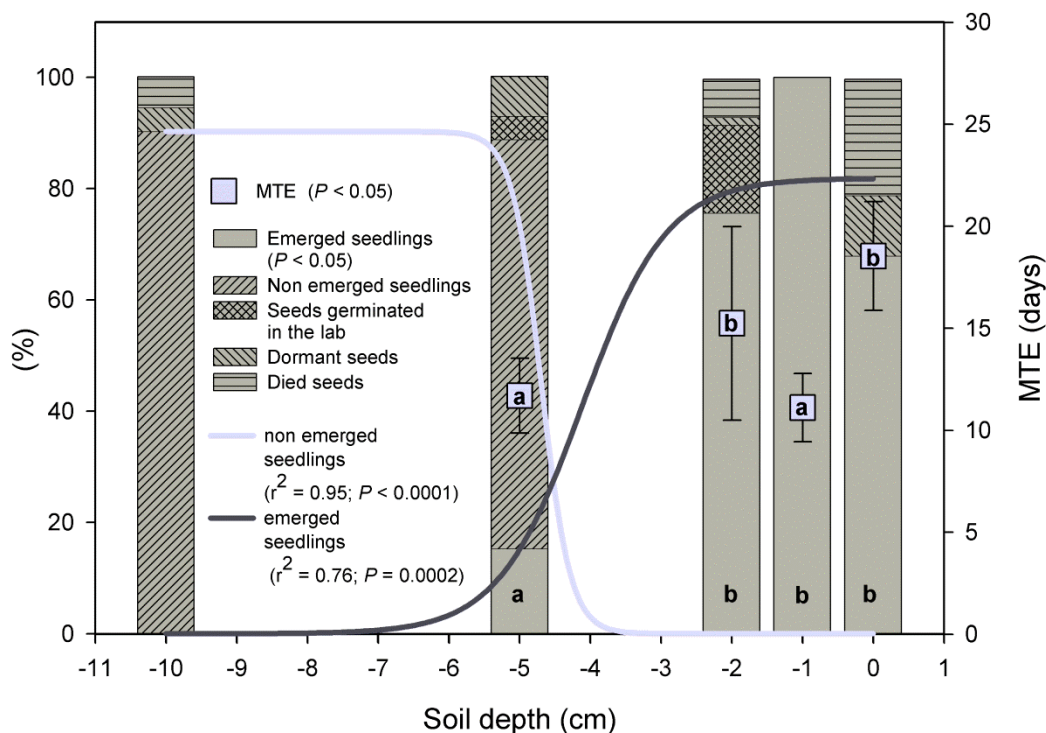 30
100
25
80
MTE (P < 0.05)
20
b
Emerged seedlings
(P < 0.05)
Non emerged seedlings
60
b
Seeds germinated
in the lab
15
(%)
MTE (days)
Dormant seeds
Died seeds
40
a
a
10
non emerged
seedlings
(r² = 0.95; P < 0.0001)
20
emerged
seedlings
5
(r² = 0.76; P = 0.0002)
a
b
b
b
0
0
-11 -10 -9 -8 -7 -6 -5 -4 -3 -2 -1 0 1
Soil depth (cm)